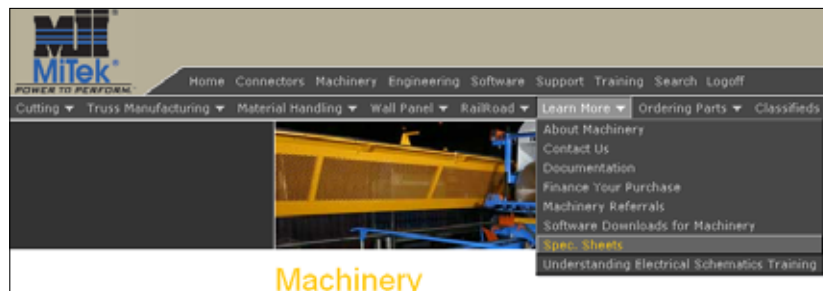 MiTek®
POWER TO PERFORM.™
Home Connectors Machinery Engineering Software Support Training Search Logoff
Cutting Truss Manufacturing Material Handling Wall Panel RailRoad Learn More Ordering Parts Classifieds
About Machinery
Contact Us
Documentation
Finance Your Purchase
Machinery Referrals
Software Downloads for Machinery
Spec. Sheets
Understanding Electrical Schematics Training
Machinery